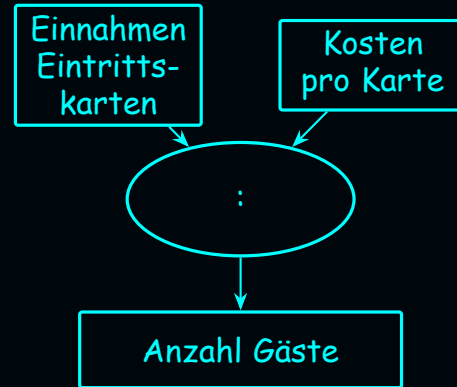 Einnahmen
Eintritts-
karten
Kosten
pro Karte
:
Anzahl Gäste